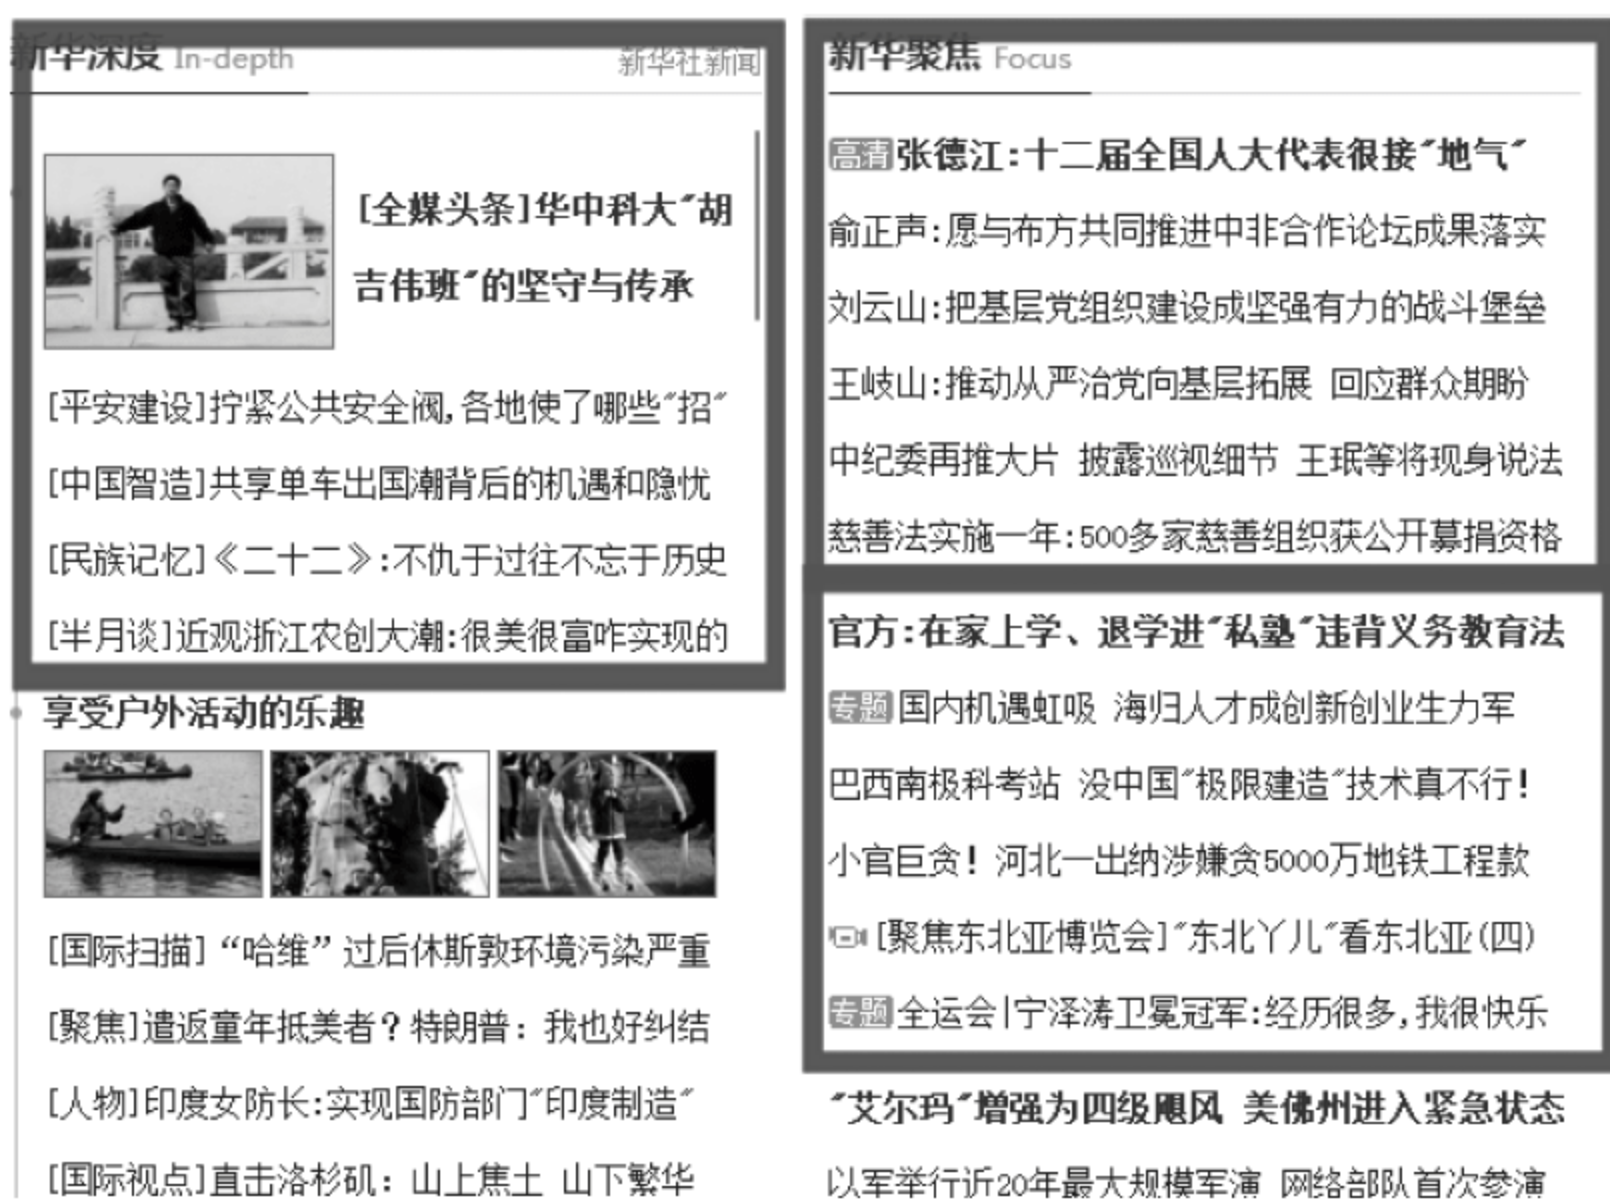 新华深度 In-depth 新华社新闻
[全媒头条]华中科大"胡
吉伟班"的坚守与传承
[平安建设]拧紧公共安全阀,各地使了哪些"招"
[中国智造]共享单车出国潮背后的机遇和隐忧
[民族记忆]《二十二》:不仇于过往不忘于历史
[半月谈]近观浙江农创大潮:很美很富咋实现的
享受户外活动的乐趣
[国际扫描]“哈维”过后休斯敦环境污染严重
[聚焦]遣返童年抵美者？特朗普：我也好纠结
[人物]印度女防长:实现国防部门"印度制造"
[国际视点]直击洛杉矶：山上焦土 山下繁华
新华聚焦 Focus
高清 张德江:十二届全国人大代表很接"地气"
俞正声:愿与布方共同推进中非合作论坛成果落实
刘云山:把基层党组织建设成坚强有力的战斗堡垒
王岐山:推动从严治党向基层拓展 回应群众期盼
中纪委再推大片 披露巡视细节 王珉等将现身说法
慈善法实施一年:500多家慈善组织获公开募捐资格
官方:在家上学、退学进"私塾"违背义务教育法
专题 国内机遇虹吸 海归人才成创新创业生力军
巴西南极科考站 没中国"极限建造"技术真不行!
小官巨贪! 河北一出纳涉嫌贪5000万地铁工程款
[聚焦东北亚博览会]"东北丫儿"看东北亚(四)
专题 全运会|宁泽涛卫冕冠军:经历很多,我很快乐
"艾尔玛"增强为四级飓风 美佛州进入紧急状态
以军举行近20年最大规模军演 网络部队首次参演